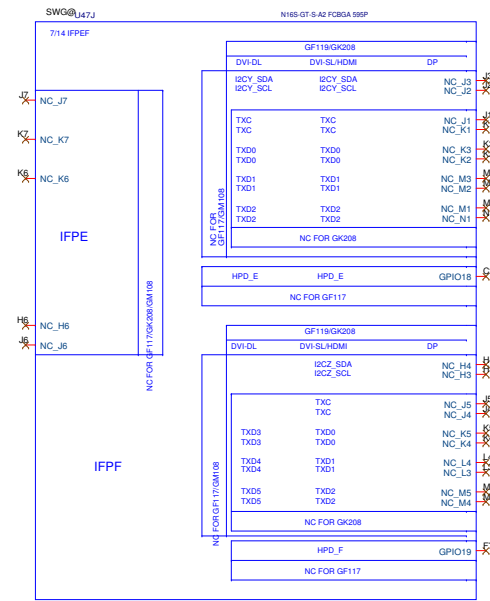 SWG@ U47J N16S-GT-S-A2 FCBGA 595P
7/14 IFPEF
GF119/GK208
DVI-DL DVI-SL/HDMI DP
I2CY_SDA I2CY_SDA NC_J3
I2CY_SCL I2CY_SCL NC_J2
J7 NC_J7
TXC TXC NC_J1
TXC TXC NC_K1
K7 NC_K7
TXD0 TXD0 NC_K3
TXD0 TXD0 NC_K2
K6 NC_K6
TXD1 TXD1 NC_M3
TXD1 TXD1 NC_M2
TXD2 TXD2 NC_M1
TXD2 TXD2 NC_N1
NC FOR GF117/GM108
IFPE
NC FOR GK208
HPD_E HPD_E GPIO18
NC FOR GF117
NC FOR GF117/GK208/GM108
H6 NC_H6
J6 NC_J6
GF119/GK208
DVI-DL DVI-SL/HDMI DP
I2CZ_SDA NC_H4
I2CZ_SCL NC_H3
TXC NC_J5
TXC NC_J4
TXD3 TXD0 NC_K5
TXD3 TXD0 NC_K4
IFPF
TXD4 TXD1 NC_L4
TXD4 TXD1 NC_L3
TXD5 TXD2 NC_M5
TXD5 TXD2 NC_M4
NC FOR GF117/GM108
NC FOR GK208
HPD_F GPIO19
NC FOR GF117